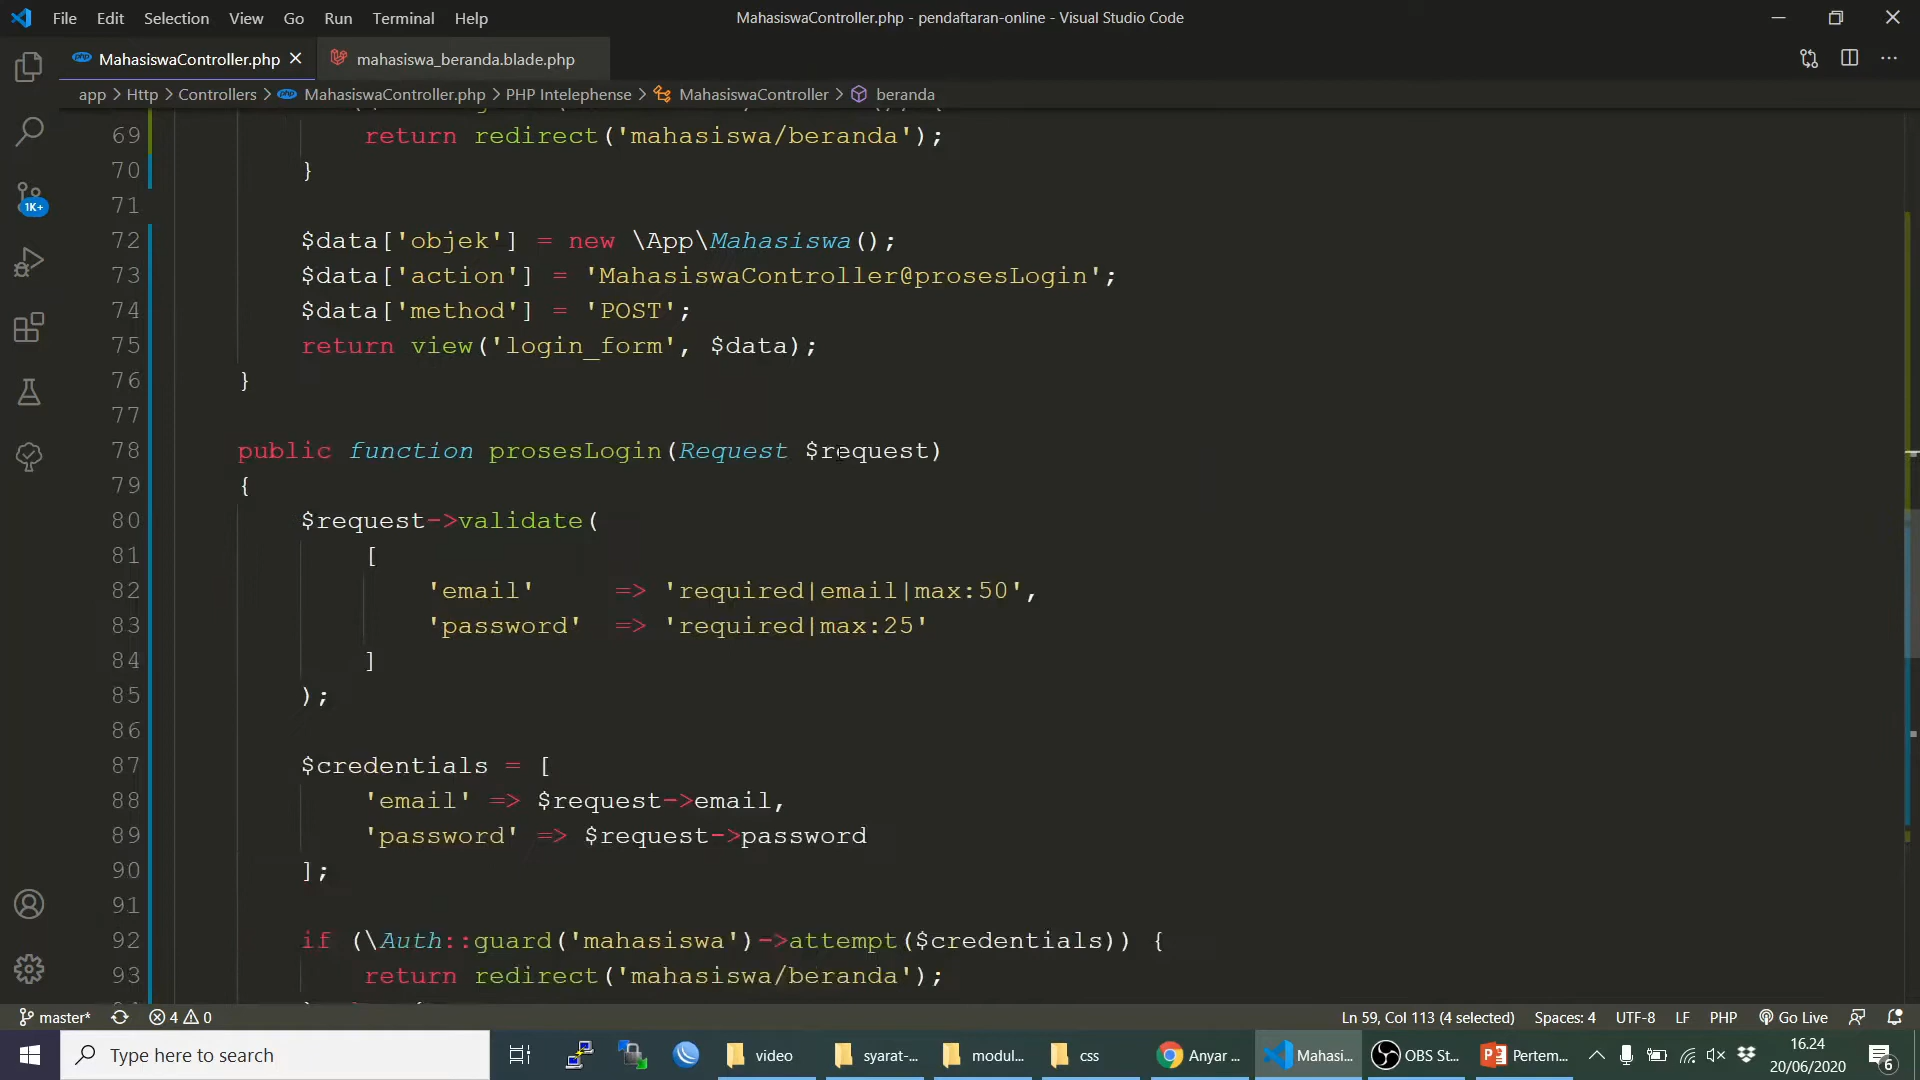 File Edit Selection View Go Run Terminal Help
MahasiswaController.php - pendaftaran-online - Visual Studio Code
MahasiswaController.php
mahasiswa_beranda.blade.php
app > Http > Controllers > MahasiswaController.php > PHP Intelephense > MahasiswaController > beranda
69 return redirect('mahasiswa/beranda');
70 }
71
72 $data['objek'] = new \App\Mahasiswa();
73 $data['action'] = 'MahasiswaController@prosesLogin';
74 $data['method'] = 'POST';
75 return view('login_form', $data);
76 }
77
78 public function prosesLogin(Request $request)
79 {
80 $request->validate(
81 [
82 'email' => 'required|email|max:50',
83 'password' => 'required|max:25'
84 ]
85 );
86
87 $credentials = [
88 'email' => $request->email,
89 'password' => $request->password
90 ];
91
92 if (\Auth::guard('mahasiswa')->attempt($credentials)) {
93 return redirect('mahasiswa/beranda');
1K+
master* 4 0
Ln 59, Col 113 (4 selected) Spaces: 4 UTF-8 LF PHP Go Live
Type here to search
video
syarat-...
modul...
css
Anyar ...
Mahasi...
OBS St...
Pertem...
16.24
20/06/2020
6